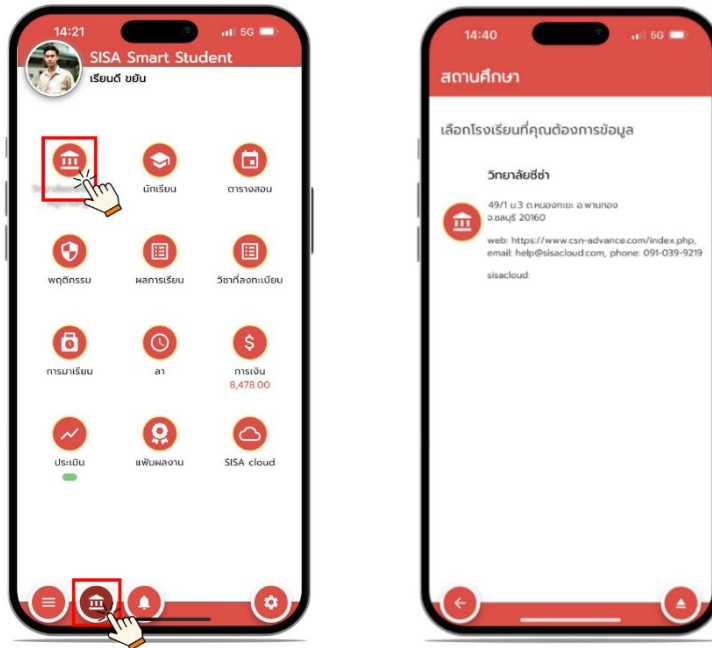 14:21
5G
SISA Smart Student
เรียนดี ขยัน
นักเรียน
ตารางสอน
พฤติกรรม
ผลการเรียน
วิชาที่ลงทะเบียน
การมาเรียน
ลา
การเงิน
8,478.00
ประเมิน
แฟ้มผลงาน
SISA cloud
14:40
5G
สถานศึกษา
เลือกโรงเรียนที่คุณต้องการข้อมูล
วิทยาลัยซีซ่า
49/1 ม.3 ต.หนองกะขะ อ.พานทอง
จ.ชลบุรี 20160
web: https://www.csn-advance.com/index.php,
email: help@sisacloud.com, phone: 091-039-9219
sisacloud: